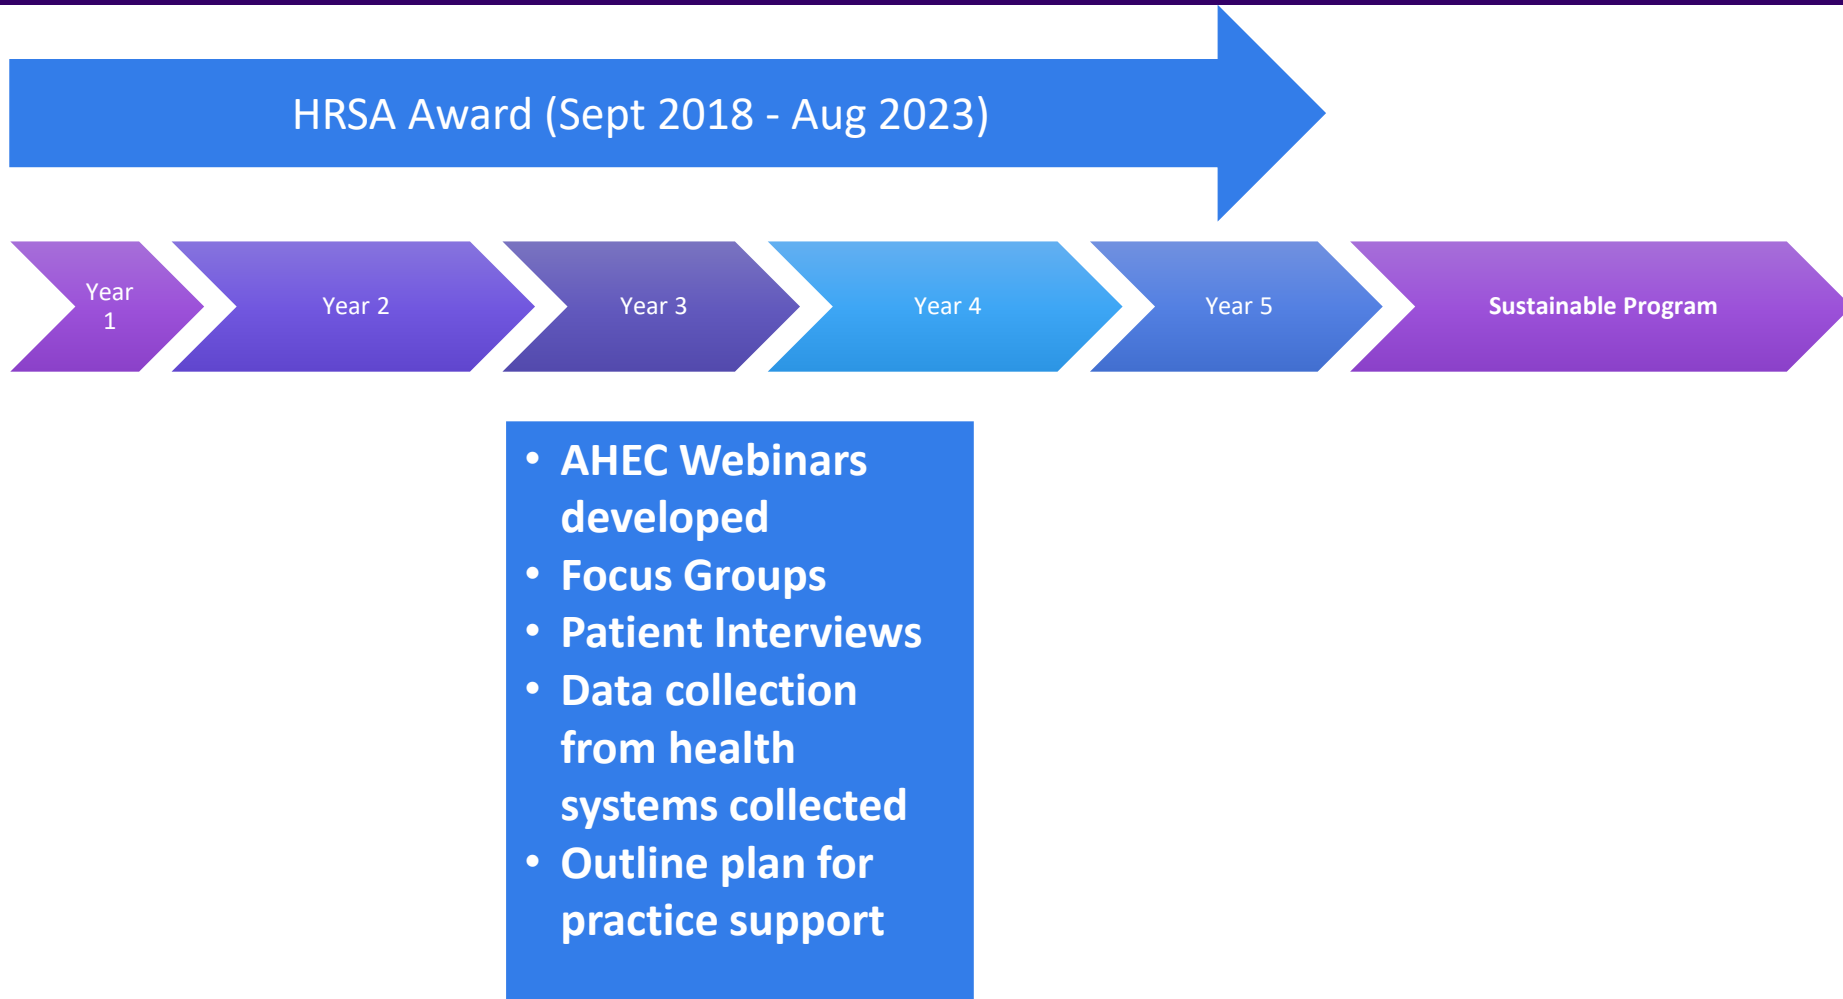 HRSA Award (Sept 2018 - Aug 2023)
Year
1
Year 2
Year 3
Year 4
Year 5
Sustainable Program
• AHEC Webinars
developed
• Focus Groups
• Patient Interviews
• Data collection
from health
systems collected
• Outline plan for
practice support